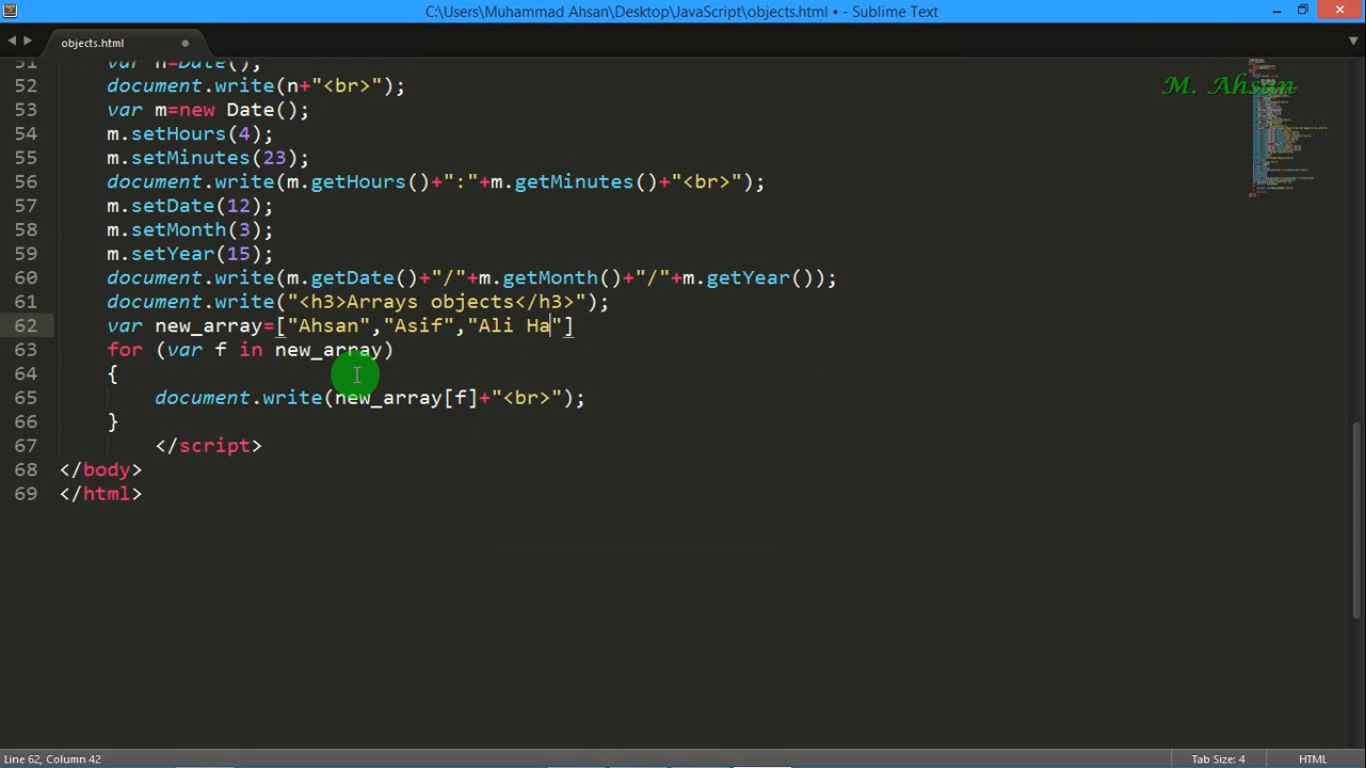 C:\Users\Muhammad Ahsan\Desktop\JavaScript\objects.html • - Sublime Text
objects.html
M. Ahsan
51 var n=Date();
52 document.write(n+"<br>");
53 var m=new Date();
54 m.setHours(4);
55 m.setMinutes(23);
56 document.write(m.getHours()+":"+m.getMinutes()+"<br>");
57 m.setDate(12);
58 m.setMonth(3);
59 m.setYear(15);
60 document.write(m.getDate()+"/"+m.getMonth()+"/"+m.getYear());
61 document.write("<h3>Arrays objects</h3>");
62 var new_array=["Ahsan","Asif","Ali Ha"]
63 for (var f in new_array)
64 {
65 document.write(new_array[f]+"<br>");
66 }
67 </script>
68 </body>
69 </html>
Line 62, Column 42
Tab Size: 4
HTML